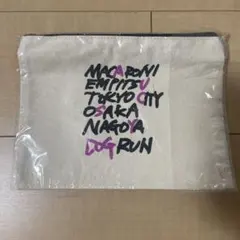 MACARONI
EMPITSU
TOKYO CITY
OSAKA
NAGOYA
DOG RUN